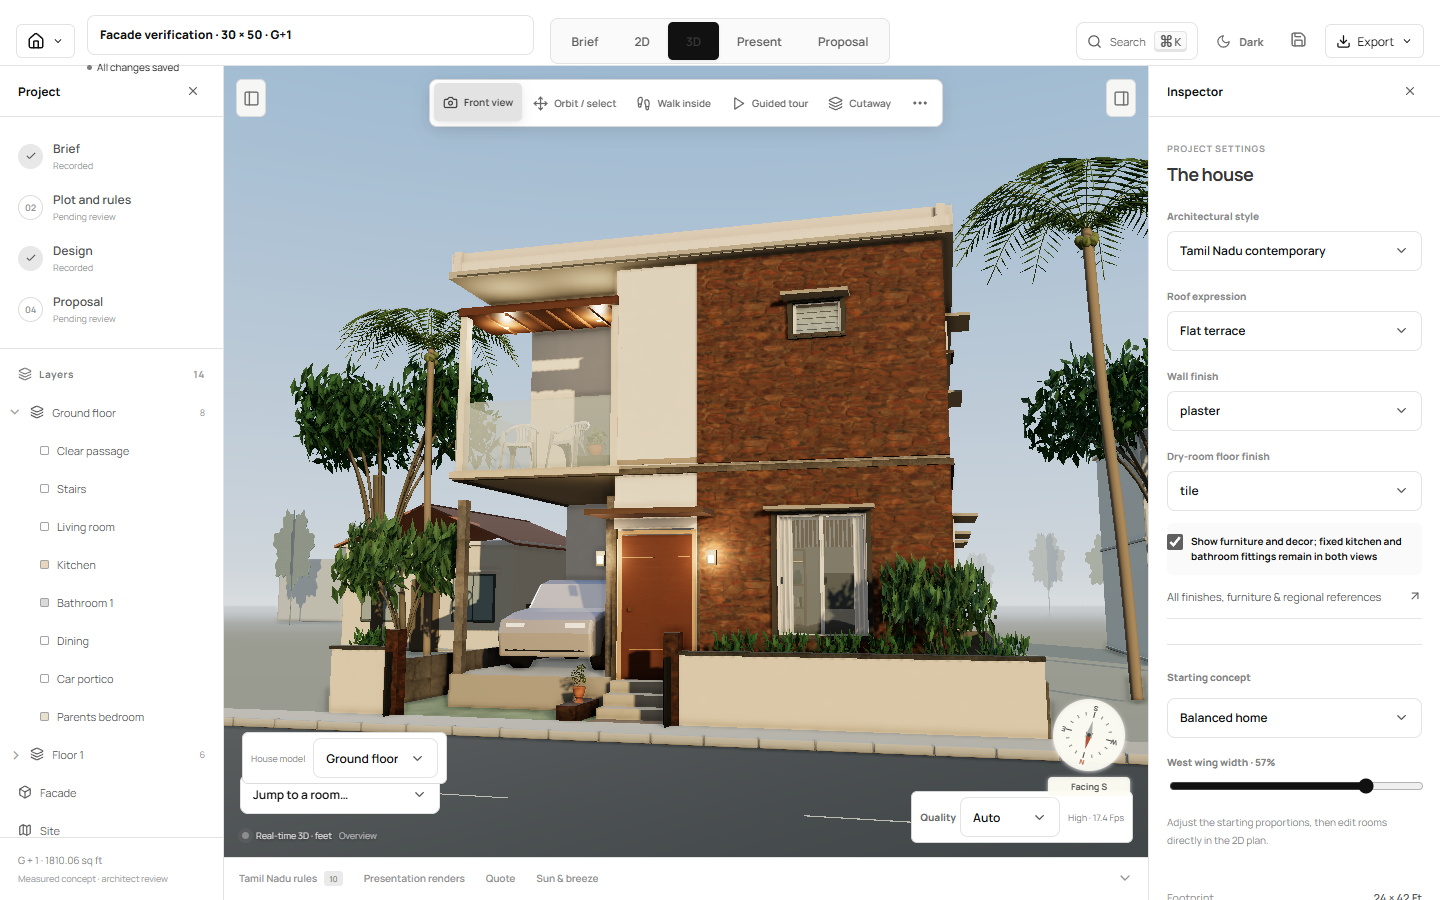 Facade verification · 30 × 50 · G+1
All changes saved
Brief
2D
3D
Present
Proposal
Search
⌘K
Dark
Export
Project
Brief
Recorded
02
Plot and rules
Pending review
Design
Recorded
04
Proposal
Pending review
Layers
14
Ground floor
8
Clear passage
Stairs
Living room
Kitchen
Bathroom 1
Dining
Car portico
Parents bedroom
Floor 1
6
Facade
Site
G + 1 · 1810.06 sq ft
Measured concept · architect review
Front view
Orbit / select
Walk inside
Guided tour
Cutaway
House model
Ground floor
Jump to a room...
Real-time 3D · feet
Overview
S
E
W
N
Facing S
Quality
Auto
High · 17.4 Fps
Tamil Nadu rules
10
Presentation renders
Quote
Sun & breeze
Inspector
PROJECT SETTINGS
The house
Architectural style
Tamil Nadu contemporary
Roof expression
Flat terrace
Wall finish
plaster
Dry-room floor finish
tile
Show furniture and decor; fixed kitchen and
bathroom fittings remain in both views
All finishes, furniture & regional references
Starting concept
Balanced home
West wing width · 57%
Adjust the starting proportions, then edit rooms
directly in the 2D plan.
Footprint
24 × 42 Ft